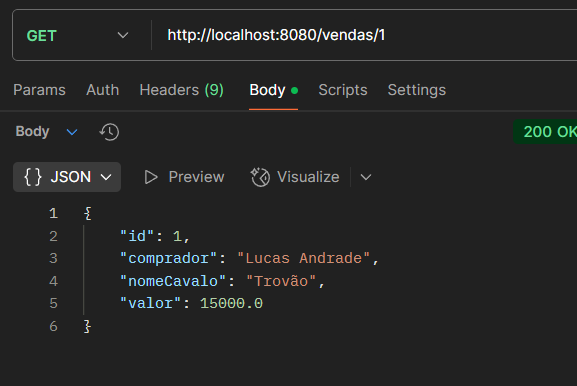 GET http://localhost:8080/vendas/1
Params Auth Headers (9) Body Scripts Settings
Body 200 OK
{ } JSON Preview Visualize
1 {
2 "id": 1,
3 "comprador": "Lucas Andrade",
4 "nomeCavalo": "Trovão",
5 "valor": 15000.0
6 }